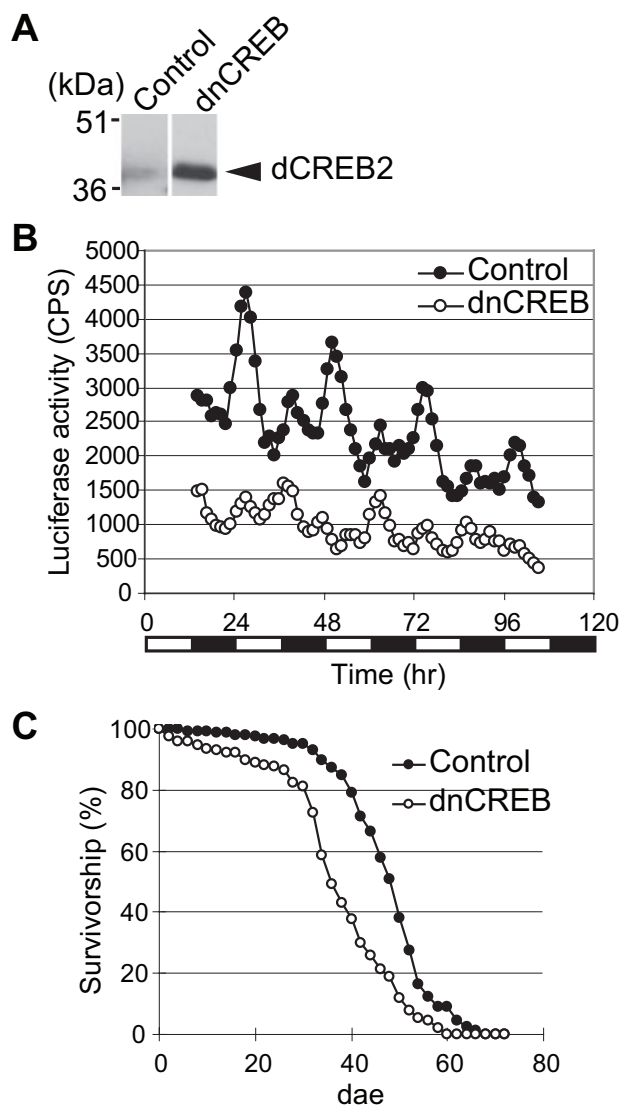 A
(kDa)
Control
dnCREB
51
36
dCREB2
B
Luciferase activity (CPS)
5000
4500
4000
3500
3000
2500
2000
1500
1000
500
0
Control
dnCREB
0 24 48 72 96 120
Time (hr)
C
Survivorship (%)
100
80
60
40
20
0
Control
dnCREB
0 20 40 60 80
dae